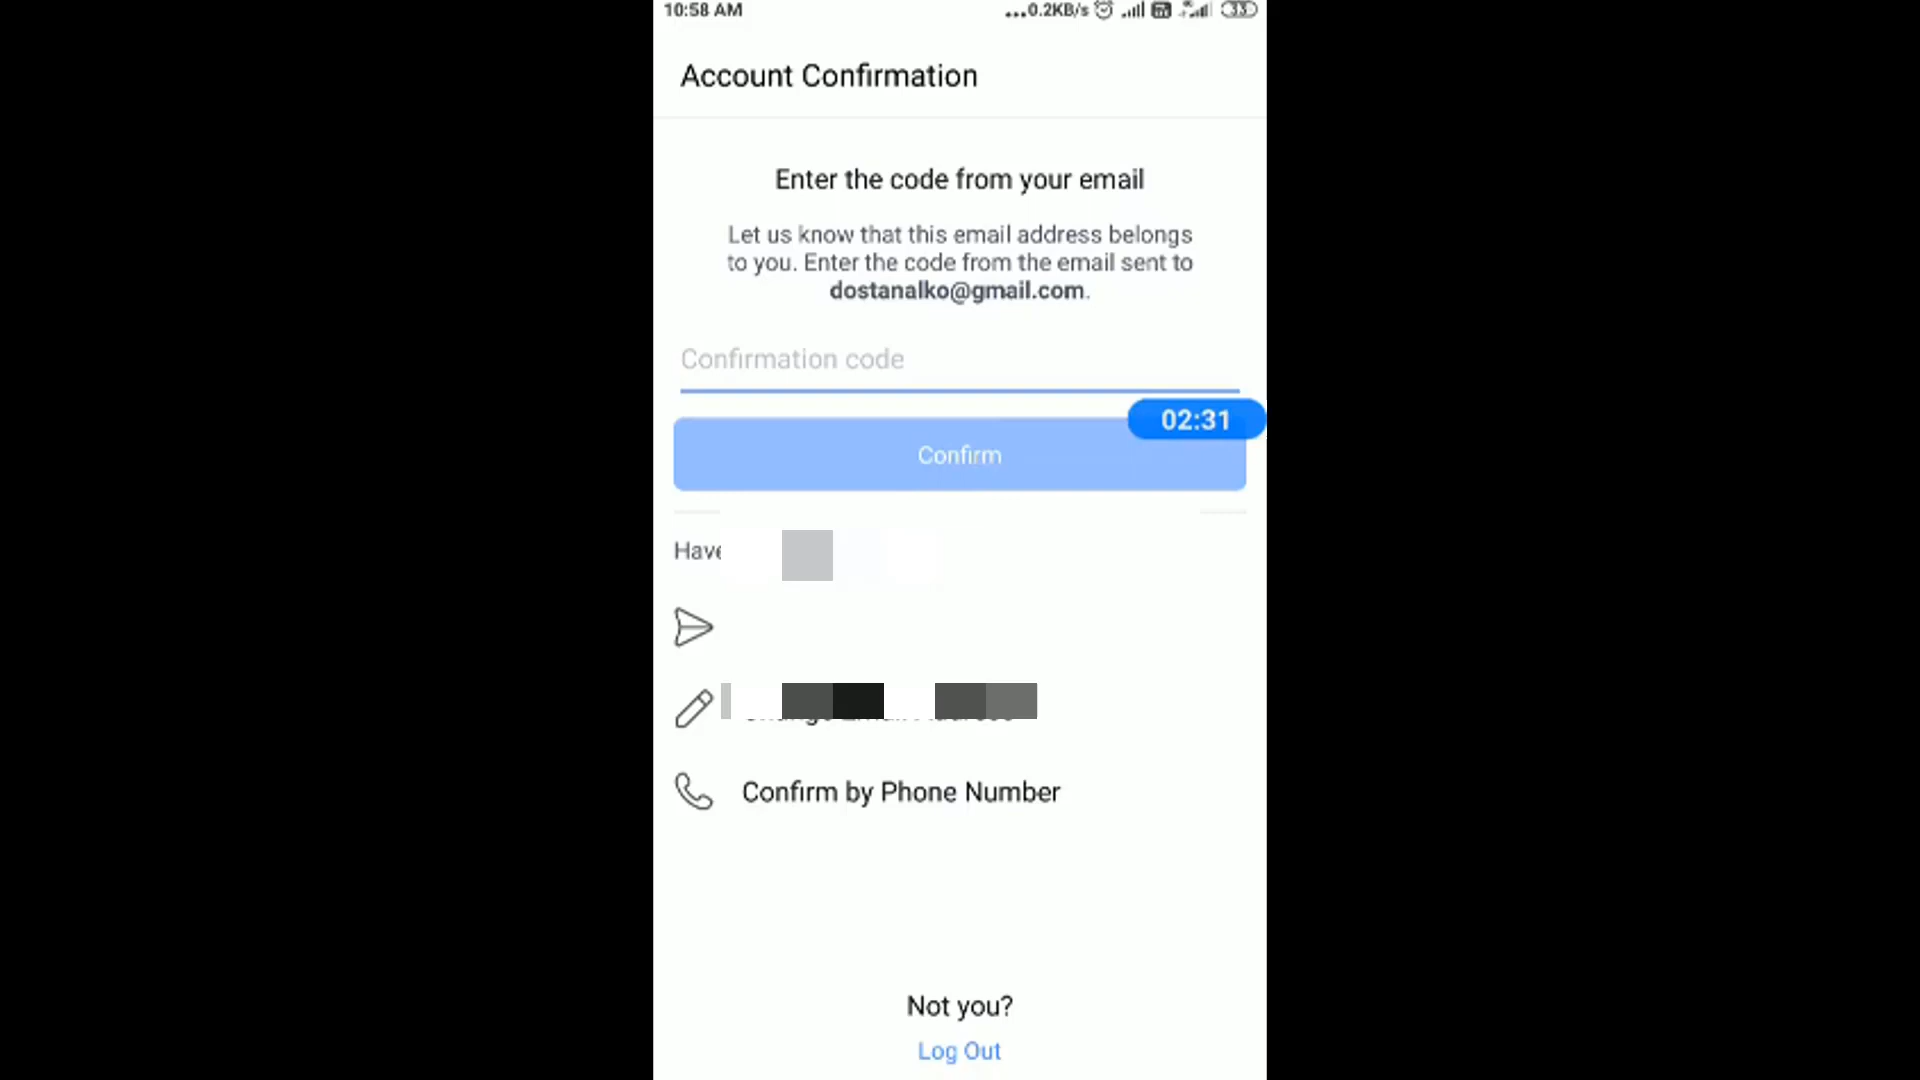 10:58 AM
...0.2KB/s 33
Account Confirmation
Enter the code from your email
Let us know that this email address belongs
to you. Enter the code from the email sent to
dostanalko@gmail.com.
Confirmation code
02:31
Confirm
Have
Confirm by Phone Number
Not you?
Log Out